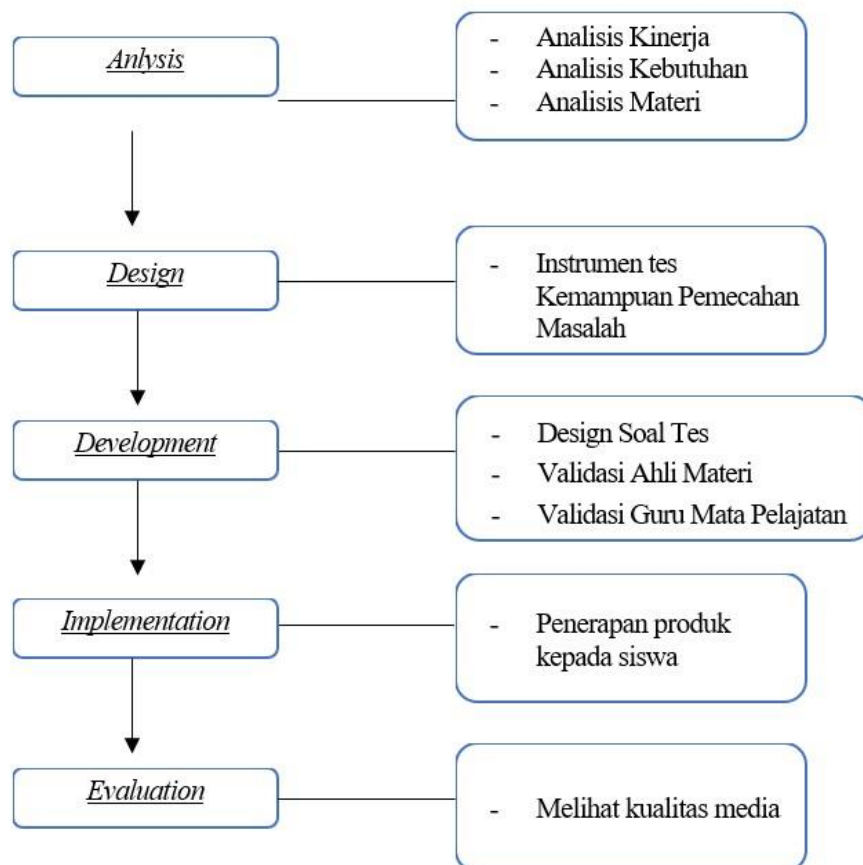 Anlysis
- Analisis Kinerja
- Analisis Kebutuhan
- Analisis Materi
Design
- Instrumen tes
Kemampuan Pemecahan
Masalah
Development
- Design Soal Tes
- Validasi Ahli Materi
- Validasi Guru Mata Pelajatan
Implementation
- Penerapan produk
kepada siswa
Evaluation
- Melihat kualitas media